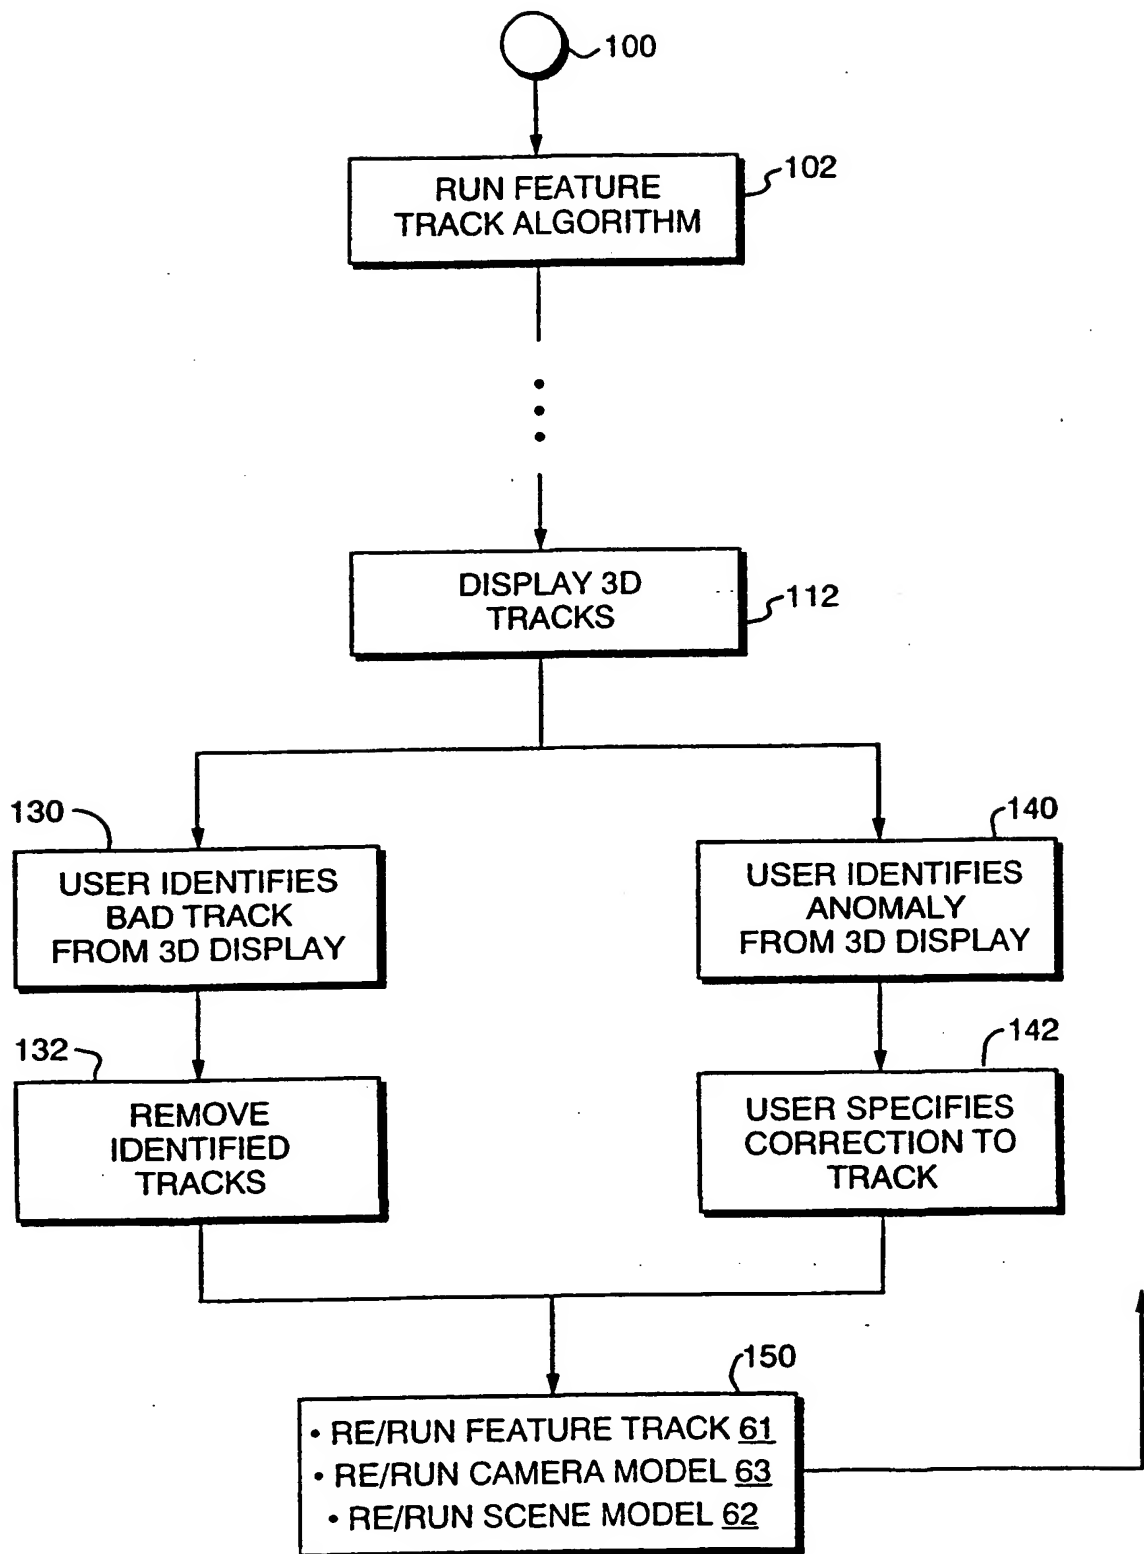 100
RUN FEATURE
TRACK ALGORITHM
102
DISPLAY 3D
TRACKS
112
130
USER IDENTIFIES
BAD TRACK
FROM 3D DISPLAY
140
USER IDENTIFIES
ANOMALY
FROM 3D DISPLAY
132
REMOVE
IDENTIFIED
TRACKS
142
USER SPECIFIES
CORRECTION TO
TRACK
150
• RE/RUN FEATURE TRACK 61
• RE/RUN CAMERA MODEL 63
• RE/RUN SCENE MODEL 62